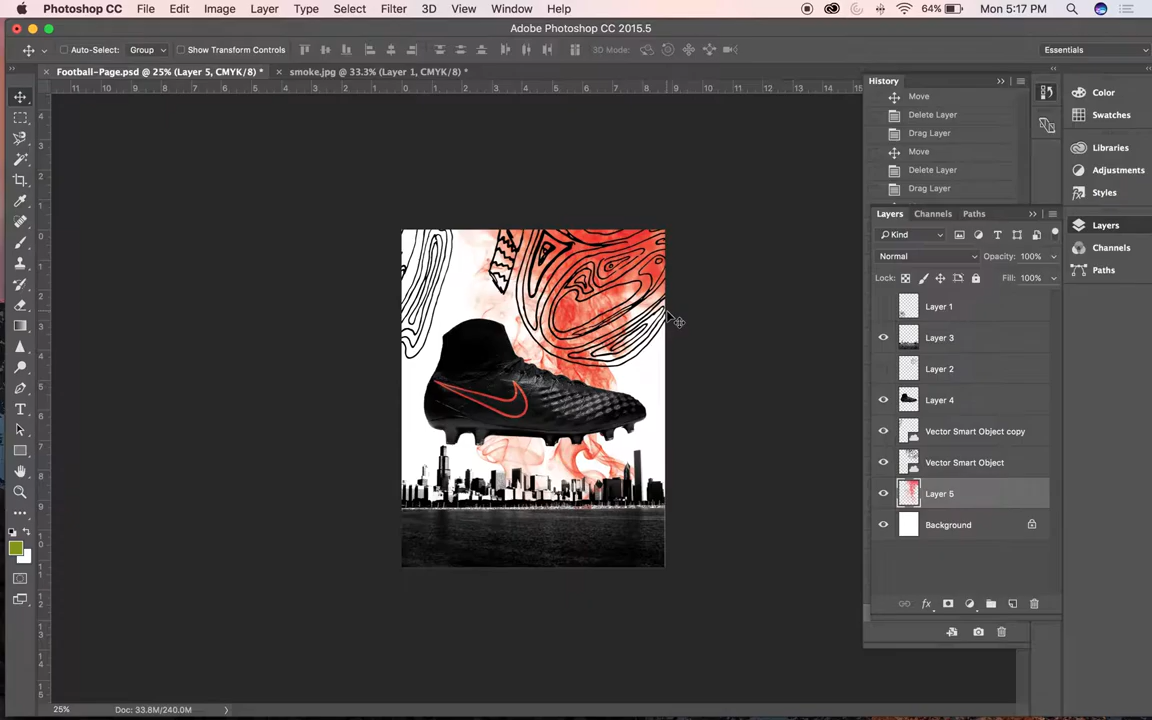 Photoshop CC File Edit Image Layer Type Select Filter 3D View Window Help 64% Mon 5:17 PM
Adobe Photoshop CC 2015.5
Auto-Select: Group Show Transform Controls 3D Mode: Essentials
Football-Page.psd @ 25% (Layer 5, CMYK/8) * smoke.jpg @ 33.3% (Layer 1, CMYK/8) *
History
Move
Delete Layer
Drag Layer
Move
Delete Layer
Drag Layer
Color
Swatches
Libraries
Adjustments
Styles
Layers
Channels
Paths
Layers Channels Paths
Kind
Normal Opacity: 100%
Lock: Fill: 100%
Layer 1
Layer 3
Layer 2
Layer 4
Vector Smart Object copy
Vector Smart Object
Layer 5
Background
25% Doc: 33.8M/240.0M